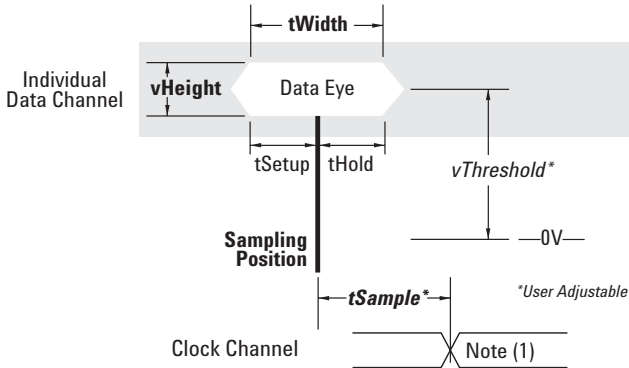 tWidth
Individual
Data Channel
vHeight
Data Eye
tSetup
tHold
vThreshold*
Sampling
Position
0V
tSample*
*User Adjustable
Clock Channel
Note (1)